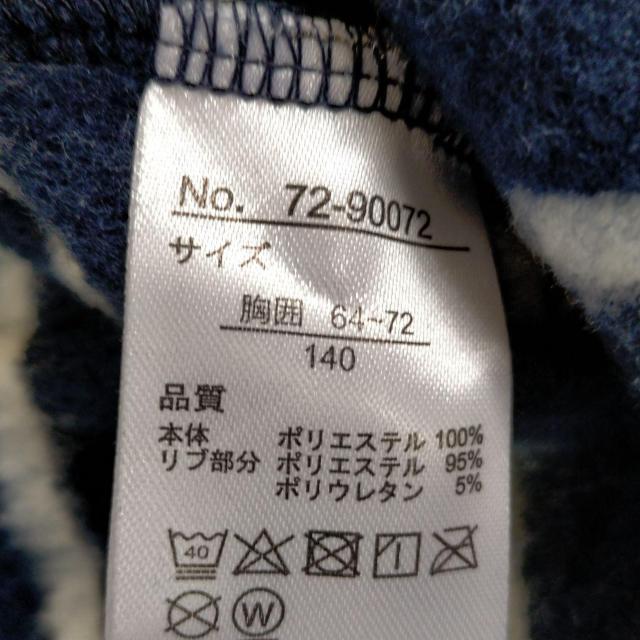 No. 72-90072
サイズ
胸囲 64~72
140
品質
本体 ポリエステル 100%
リブ部分 ポリエステル 95%
ポリウレタン 5%
40
W